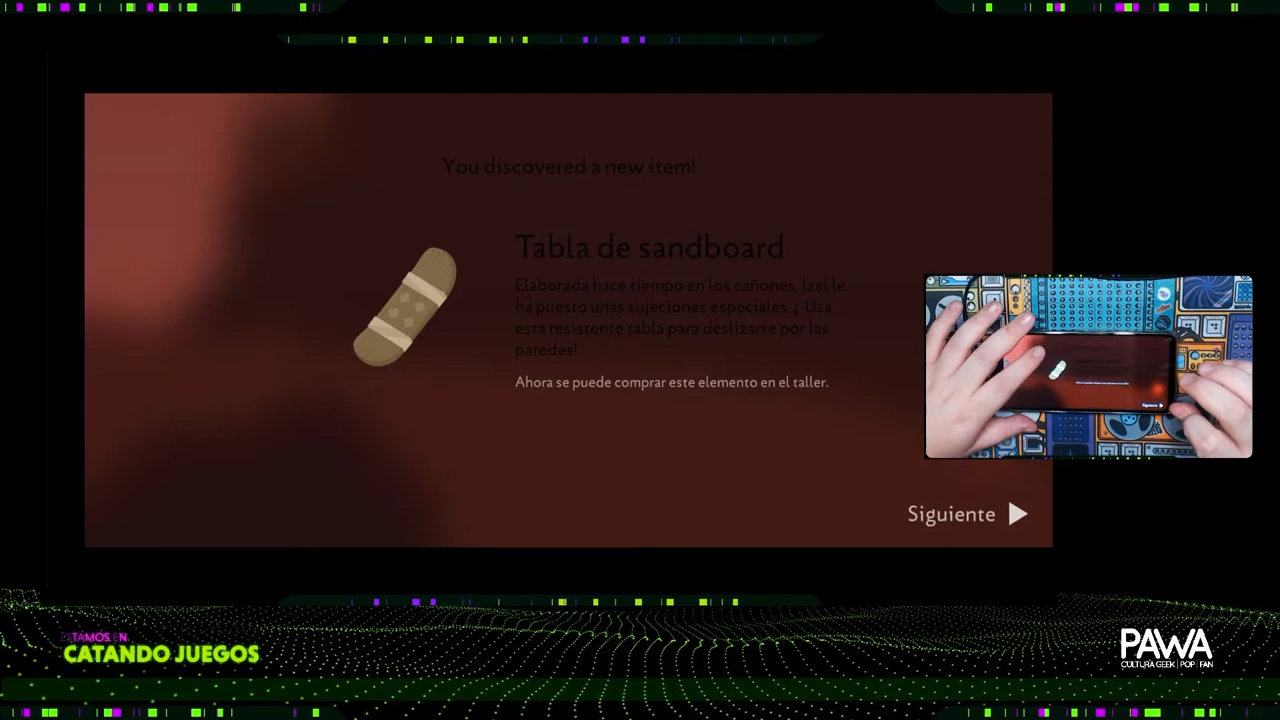 You discovered a new item!
Tabla de sandboard
Elaborada hace tiempo en los cañones, Izel le
ha puesto unas sujeciones especiales. ¡ Usa
esta resistente tabla para deslizarte por las
paredes!
Ahora se puede comprar este elemento en el taller.
Siguiente
ESTAMOS EN
CATANDO JUEGOS
PAWA
CULTURA GEEK | POP | FAN